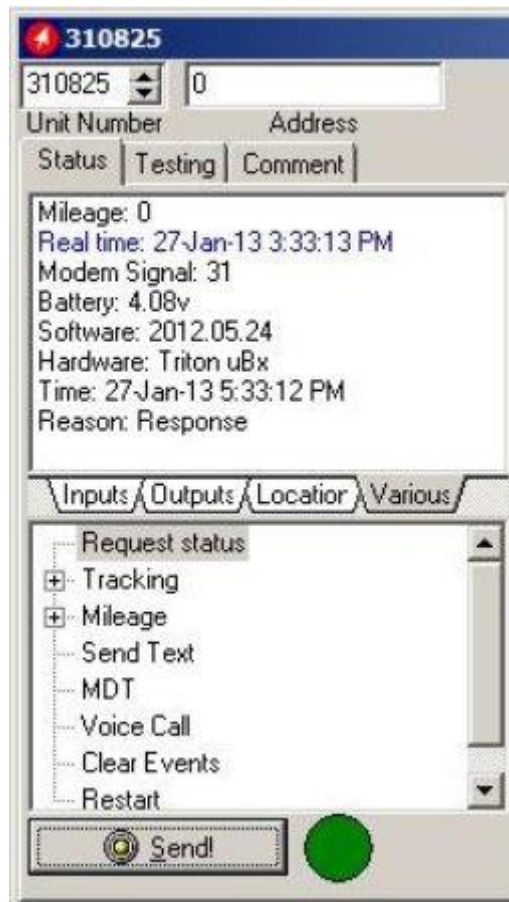 310825
310825 0
Unit Number Address
Status Testing Comment
Mileage: 0
Real time: 27-Jan-13 3:33:13 PM
Modem Signal: 31
Battery: 4.08v
Software: 2012.05.24
Hardware: Triton uBx
Time: 27-Jan-13 5:33:12 PM
Reason: Response
Inputs Outputs Locatior Various
Request status
Tracking
Mileage
Send Text
MDT
Voice Call
Clear Events
Restart
Send!